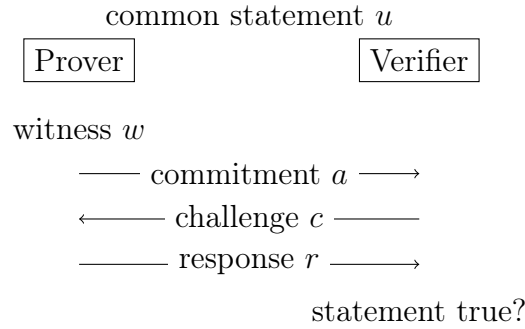 common statement u
Prover Verifier
witness w
commitment a
challenge c
response r
statement true?